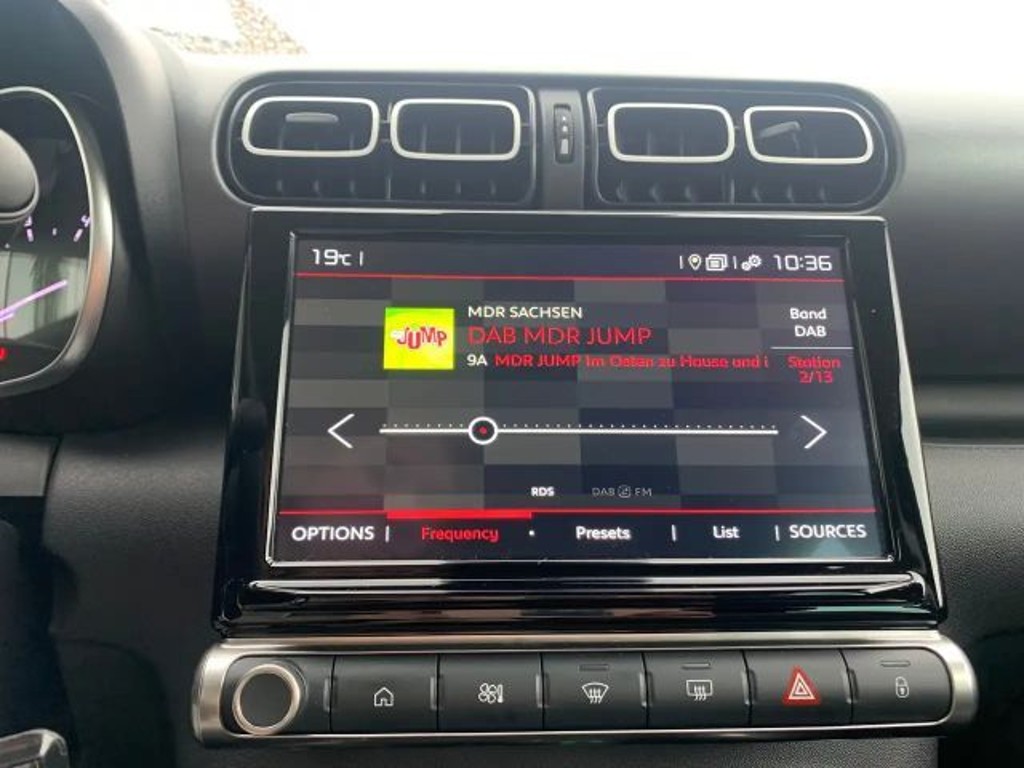 19°C
10:36
JUMP
MDR SACHSEN
DAB MDR JUMP
9A MDR JUMP Im Osten zu Hause und i
Band
DAB
Station
2/13
RDS DAB FM
OPTIONS Frequency Presets List SOURCES